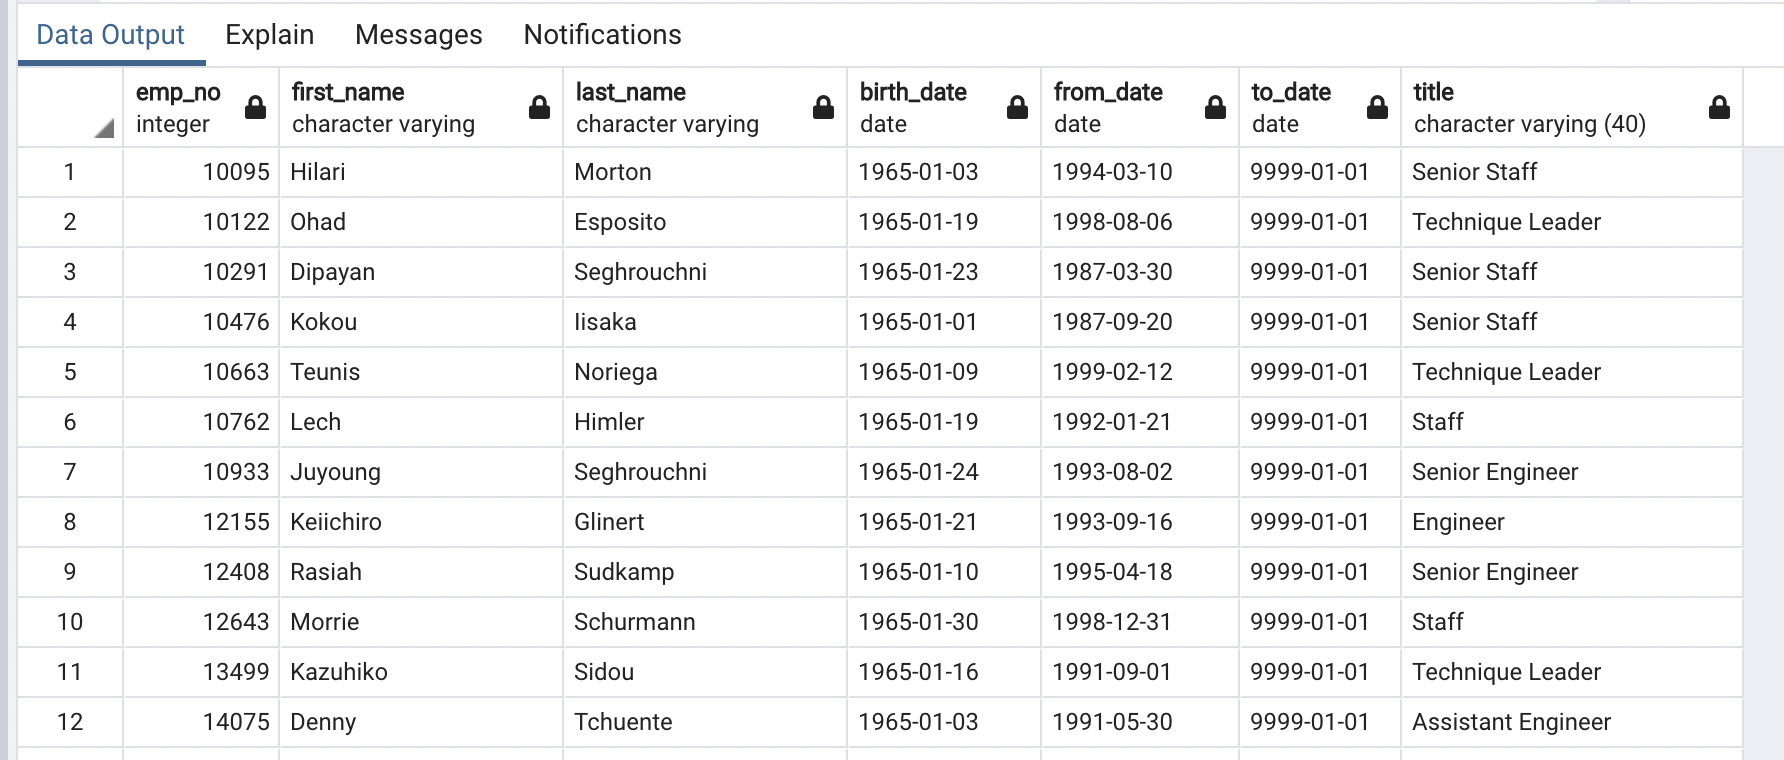 Data Output Explain Messages Notifications
emp_no first_name last_name birth_date from_date to_date title
integer character varying character varying date date date character varying (40)
1 10095 Hilari Morton 1965-01-03 1994-03-10 9999-01-01 Senior Staff
2 10122 Ohad Esposito 1965-01-19 1998-08-06 9999-01-01 Technique Leader
3 10291 Dipayan Seghrouchni 1965-01-23 1987-03-30 9999-01-01 Senior Staff
4 10476 Kokou Iisaka 1965-01-01 1987-09-20 9999-01-01 Senior Staff
5 10663 Teunis Noriega 1965-01-09 1999-02-12 9999-01-01 Technique Leader
6 10762 Lech Himler 1965-01-19 1992-01-21 9999-01-01 Staff
7 10933 Juyoung Seghrouchni 1965-01-24 1993-08-02 9999-01-01 Senior Engineer
8 12155 Keiichiro Glinert 1965-01-21 1993-09-16 9999-01-01 Engineer
9 12408 Rasiah Sudkamp 1965-01-10 1995-04-18 9999-01-01 Senior Engineer
10 12643 Morrie Schurmann 1965-01-30 1998-12-31 9999-01-01 Staff
11 13499 Kazuhiko Sidou 1965-01-16 1991-09-01 9999-01-01 Technique Leader
12 14075 Denny Tchuente 1965-01-03 1991-05-30 9999-01-01 Assistant Engineer